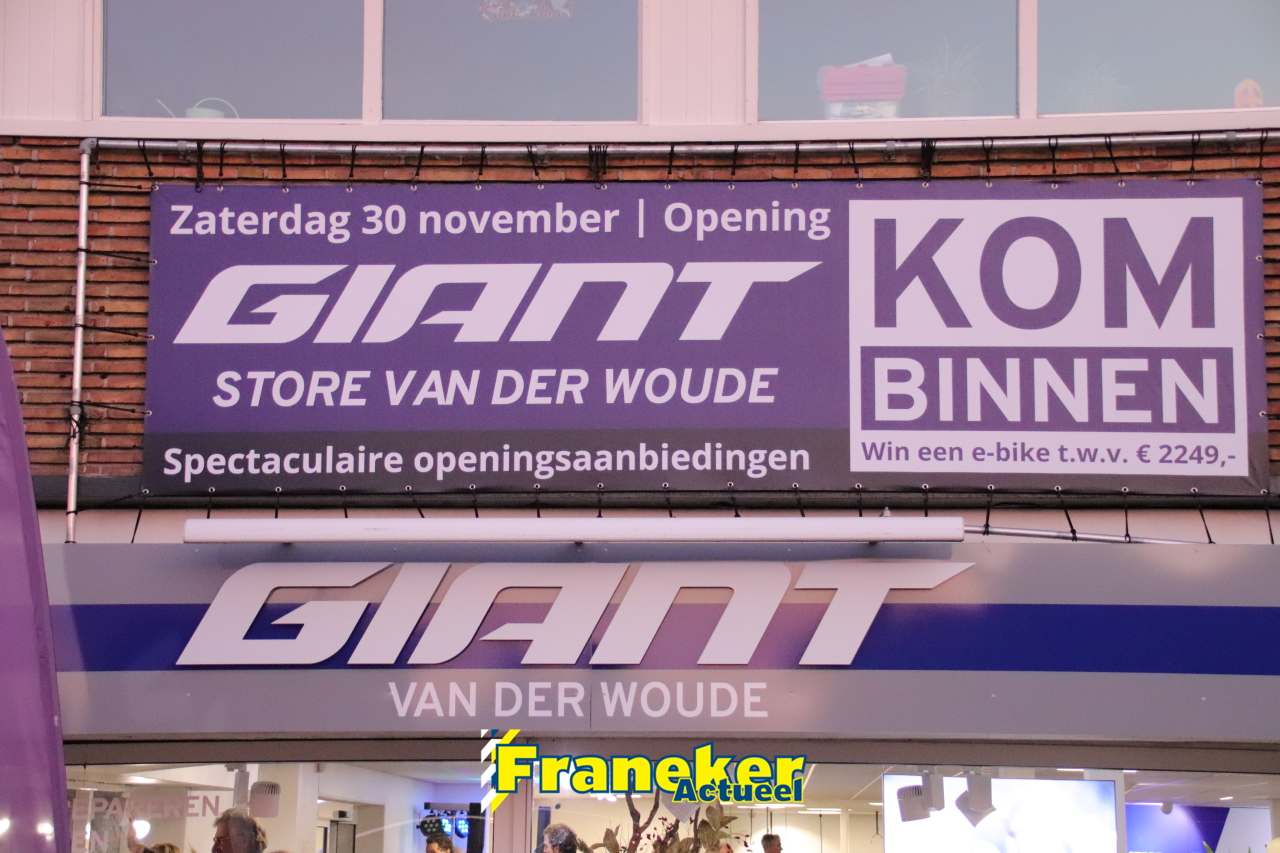 Zaterdag 30 november | Opening
GIANT
STORE VAN DER WOUDE
Spectaculaire openingsaanbiedingen
KOM
BINNEN
Win een e-bike t.w.v. € 2249,-
GIANT
VAN DER WOUDE
Franeker
Actueel